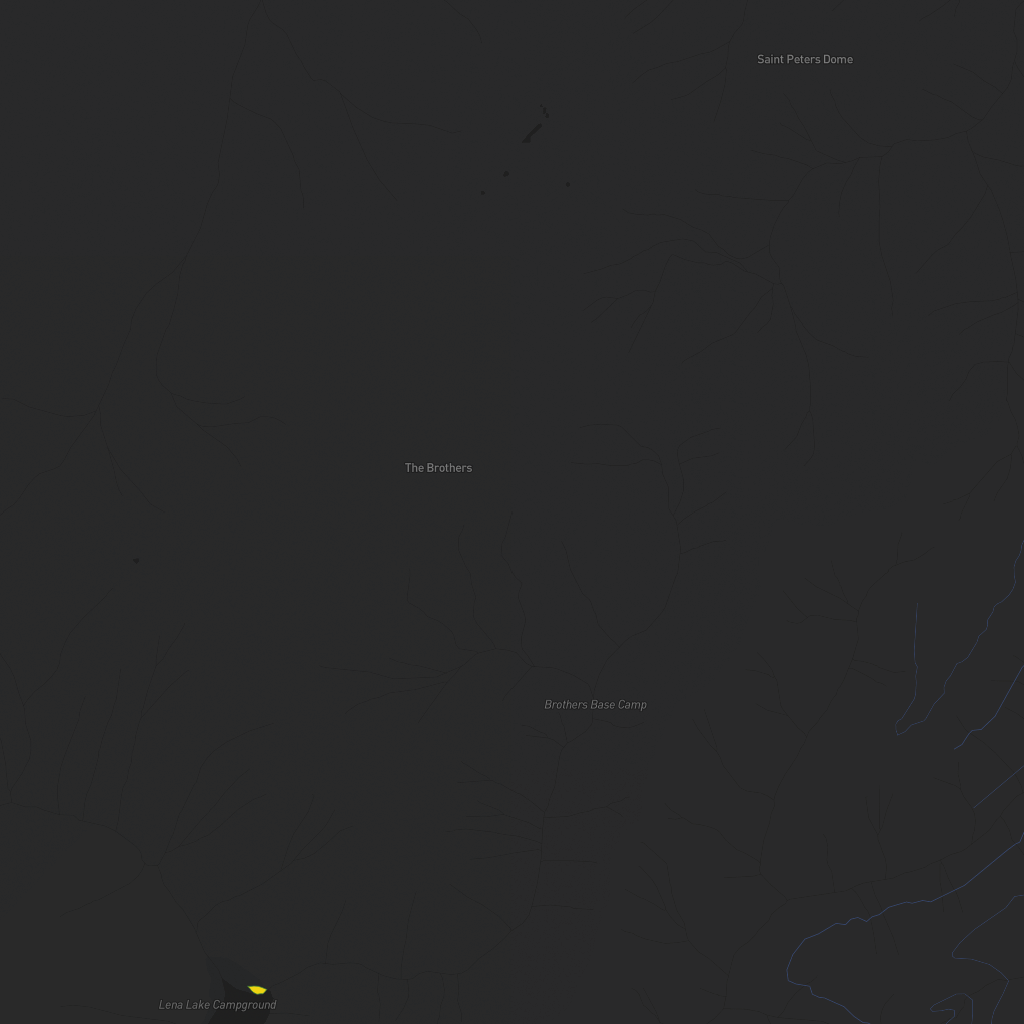 Saint Peters Dome
The Brothers
Brothers Base Camp
Lena Lake Campground